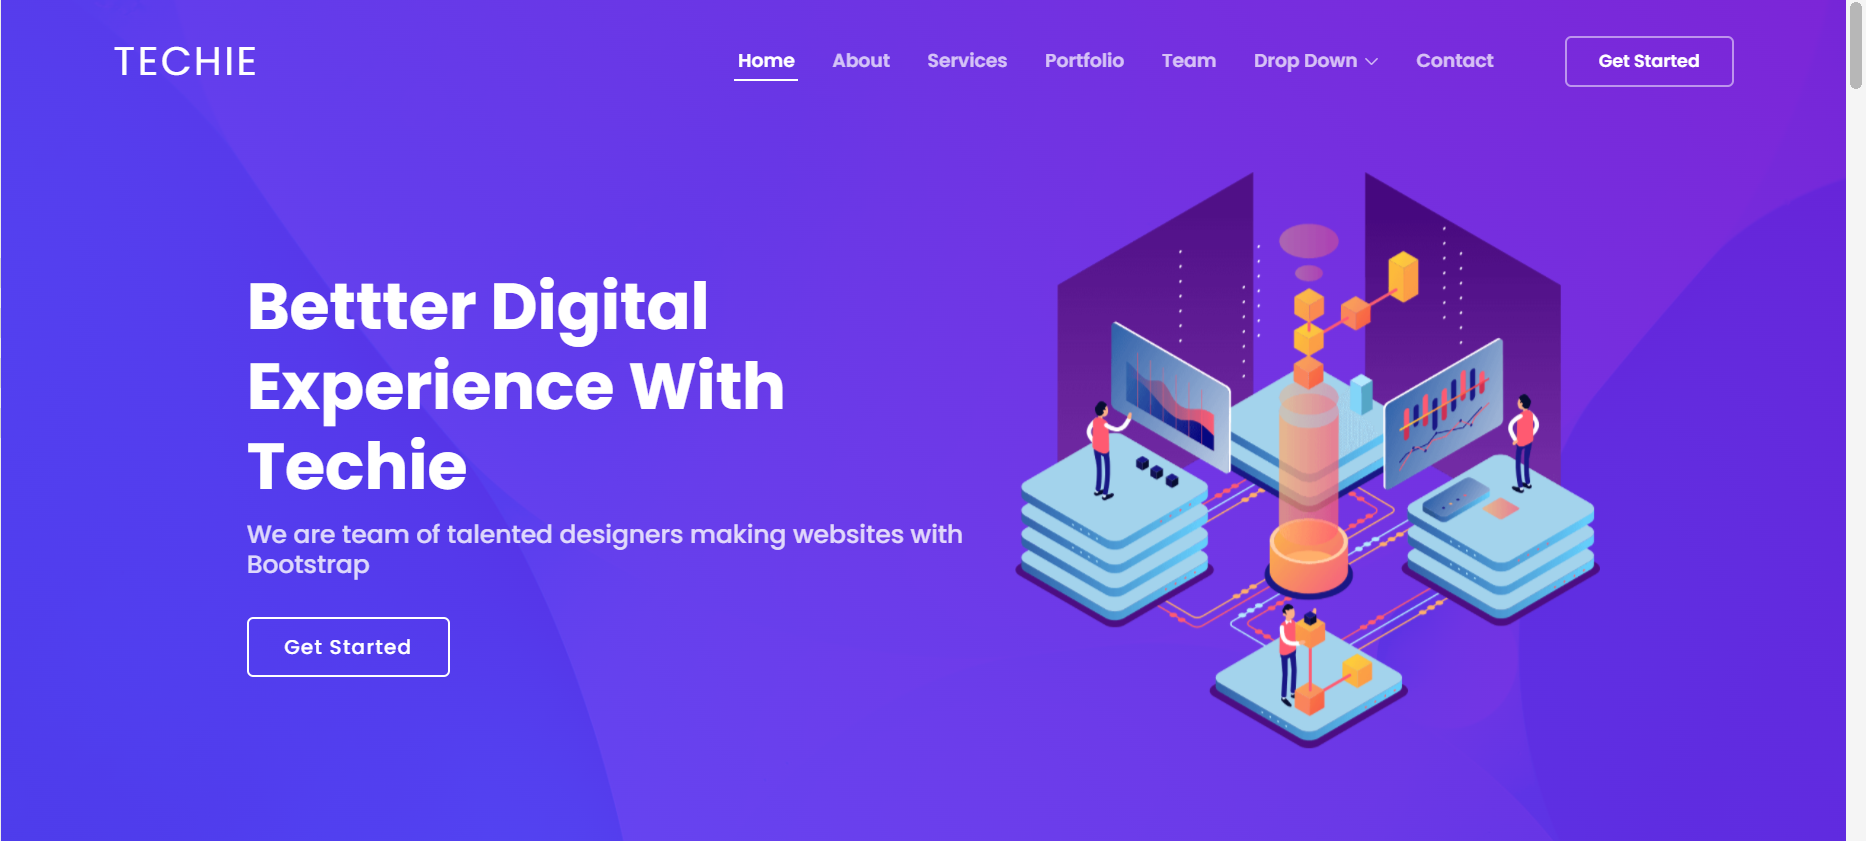 TECHIE
Home About Services Portfolio Team Drop Down Contact Get Started
Bettter Digital
Experience With
Techie
We are team of talented designers making websites with
Bootstrap
Get Started